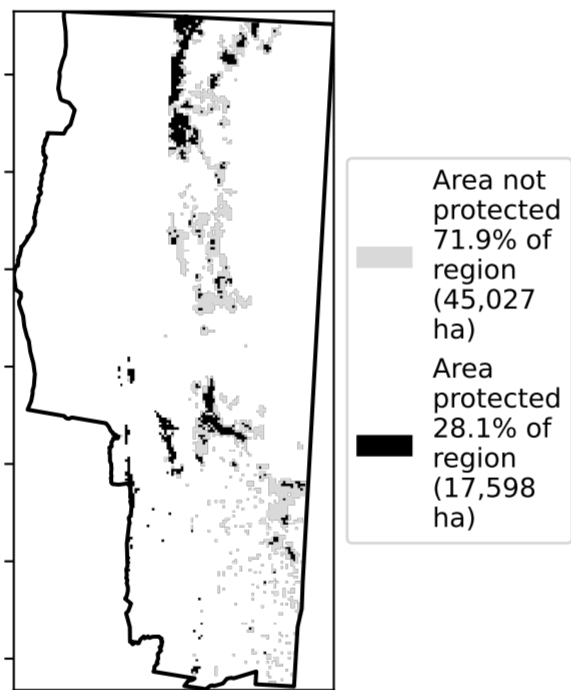 Area not
protected
71.9% of
region
(45,027
ha)
Area
protected
28.1% of
region
(17,598
ha)